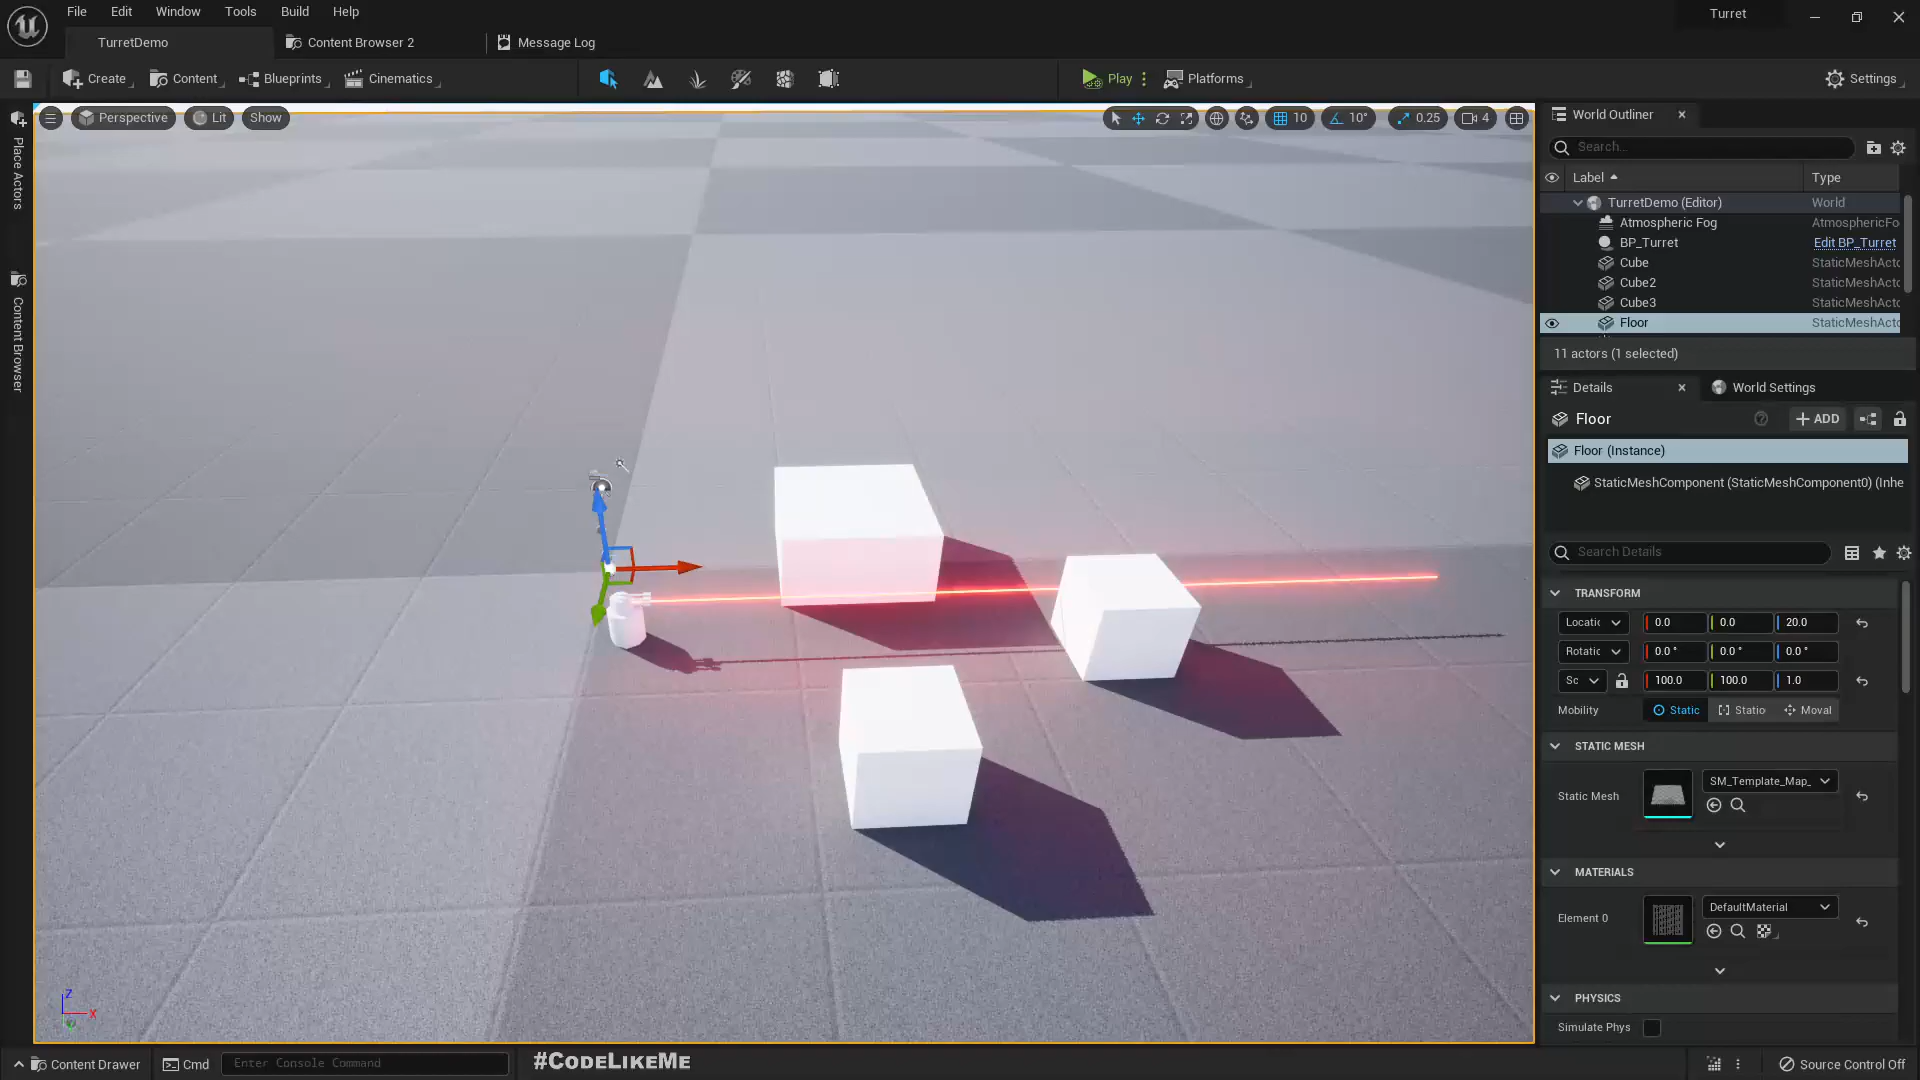 File Edit Window Tools Build Help
Turret
TurretDemo
Content Browser 2
Message Log
Create
Content
Blueprints
Cinematics
Play
Platforms
Settings
Place Actors
Content Browser
Perspective
Lit
Show
10
10°
0.25
4
World Outliner
Search...
Label Type
TurretDemo (Editor) World
Atmospheric Fog AtmosphericFo
BP_Turret Edit BP_Turret
Cube StaticMeshActo
Cube2 StaticMeshActo
Cube3 StaticMeshActo
Floor StaticMeshActo
11 actors (1 selected)
Details
World Settings
Floor
ADD
Floor (Instance)
StaticMeshComponent (StaticMeshComponent0) (Inhe
Search Details
TRANSFORM
Locatic 0.0 0.0 20.0
Rotatic 0.0 ° 0.0 ° 0.0 °
Sc 100.0 100.0 1.0
Mobility Static Statio Moval
STATIC MESH
Static Mesh SM_Template_Map_
MATERIALS
Element 0 DefaultMaterial
PHYSICS
Simulate Phys
Z
X
Content Drawer
Cmd
Enter Console Command
#CodeLikeMe
Source Control Off